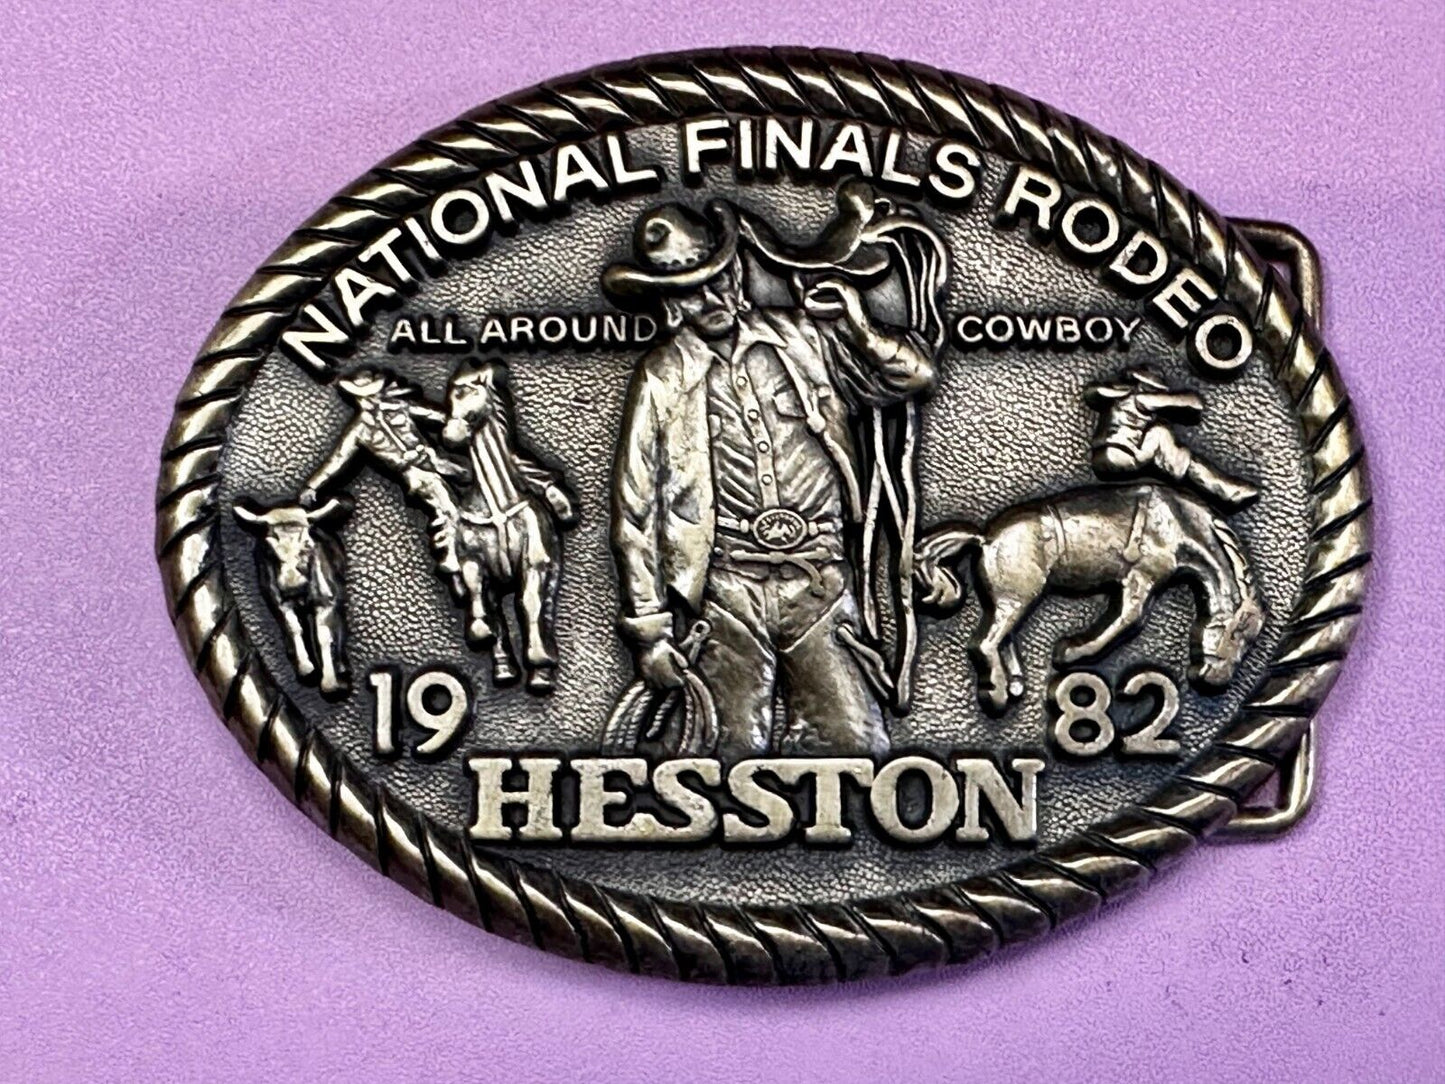 NATIONAL FINALS RODEO
ALL AROUND COWBOY
19 82
HESSTON